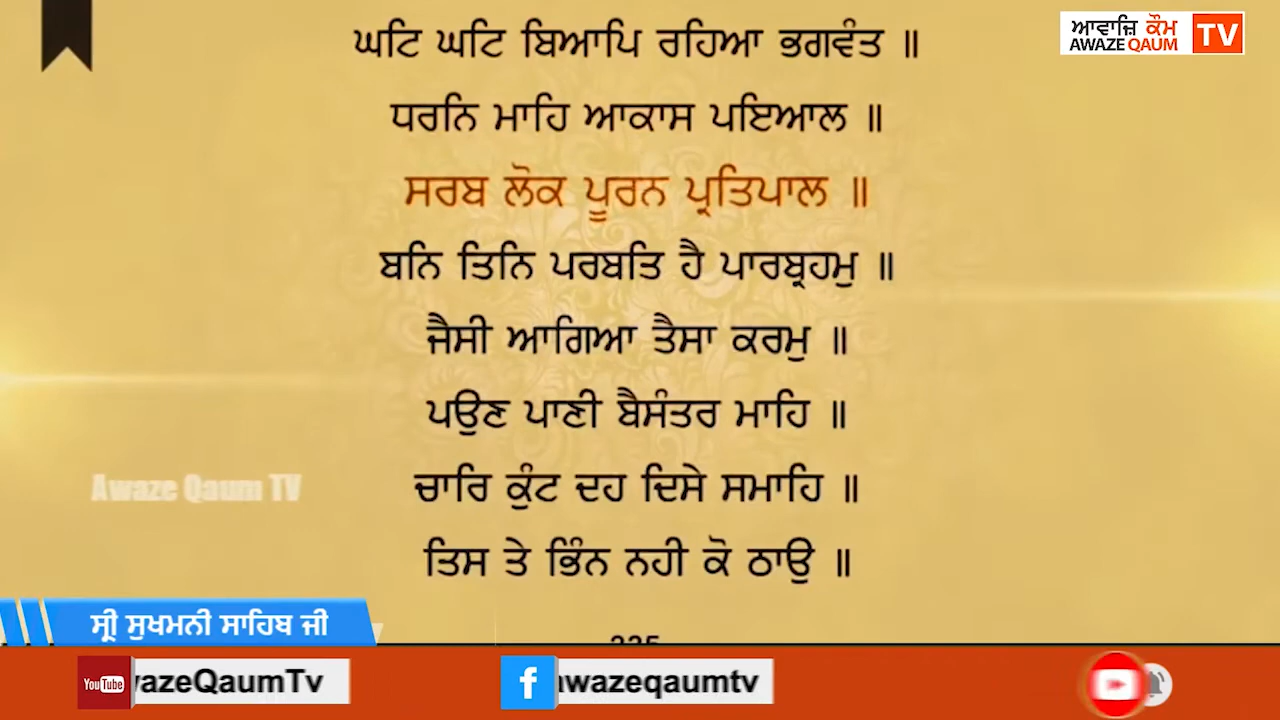 ਆਵਾਜ਼ਿ ਕੌਮ
AWAZE QAUM
TV
ਘਟਿ ਘਟਿ ਬਿਆਪਿ ਰਹਿਆ ਭਗਵੰਤ ॥
ਧਰਨਿ ਮਾਹਿ ਆਕਾਸ ਪਇਆਲ ॥
ਸਰਬ ਲੋਕ ਪੂਰਨ ਪ੍ਰਤਿਪਾਲ ॥
ਬਨਿ ਤਿਨਿ ਪਰਬਤਿ ਹੈ ਪਾਰਬ੍ਰਹਮੁ ॥
ਜੈਸੀ ਆਗਿਆ ਤੈਸਾ ਕਰਮੁ ॥
ਪਉਣ ਪਾਣੀ ਬੈਸੰਤਰ ਮਾਹਿ ॥
ਚਾਰਿ ਕੁੰਟ ਦਹ ਦਿਸੇ ਸਮਾਹਿ ॥
ਤਿਸ ਤੇ ਭਿੰਨ ਨਹੀ ਕੋ ਠਾਉ ॥
Awaze Qaum TV
ਸ੍ਰੀ ਸੁਖਮਨੀ ਸਾਹਿਬ ਜੀ
YouTube
wazeQaumTv
f
awazeqaumtv